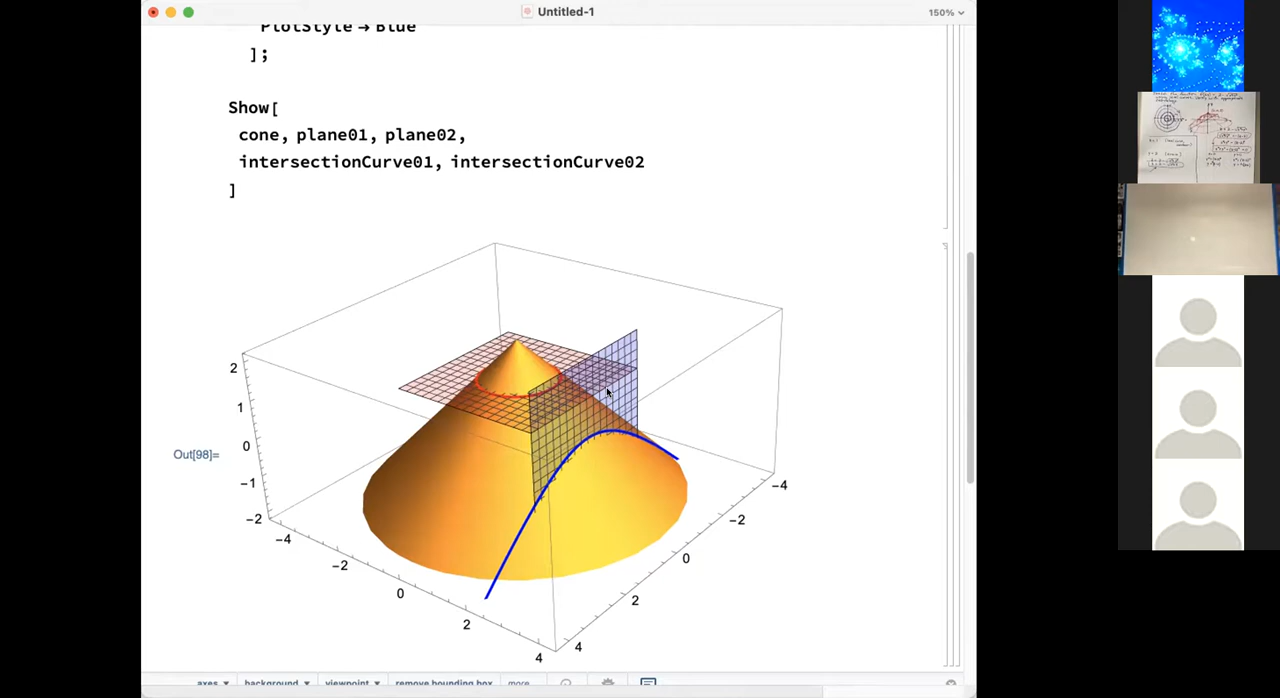 Untitled-1
150%
PlotStyle → Blue
];
Show[
cone, plane01, plane02,
intersectionCurve01, intersectionCurve02
]
Out[98]=
2
1
0
-1
-2
-4
-2
0
2
4
4
2
0
-2
-4
axes background viewpoint remove bounding box more